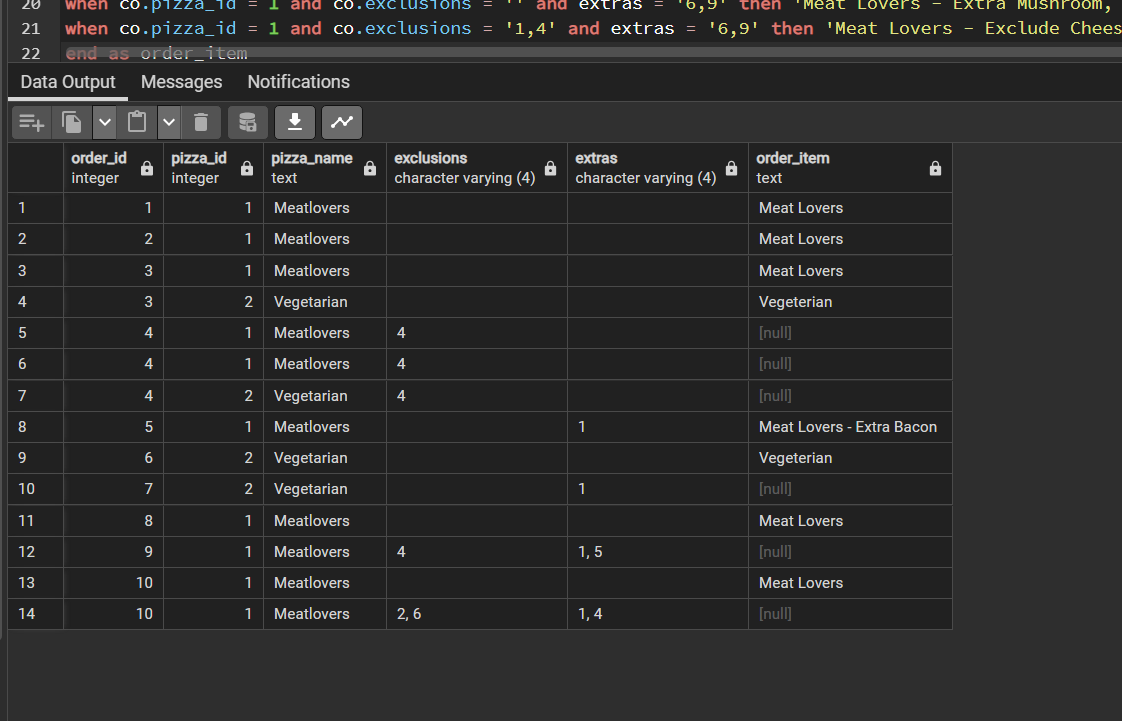 20 when co.pizza_id = 1 and co.exclusions = '' and extras = '6,9' then 'Meat Lovers - Extra Mushroom,
21 when co.pizza_id = 1 and co.exclusions = '1,4' and extras = '6,9' then 'Meat Lovers - Exclude Chees
22 end as order_item
Data Output Messages Notifications
order_id pizza_id pizza_name exclusions extras order_item
integer integer text character varying (4) character varying (4) text
1 1 1 Meatlovers Meat Lovers
2 2 1 Meatlovers Meat Lovers
3 3 1 Meatlovers Meat Lovers
4 3 2 Vegetarian Vegeterian
5 4 1 Meatlovers 4 [null]
6 4 1 Meatlovers 4 [null]
7 4 2 Vegetarian 4 [null]
8 5 1 Meatlovers 1 Meat Lovers - Extra Bacon
9 6 2 Vegetarian Vegeterian
10 7 2 Vegetarian 1 [null]
11 8 1 Meatlovers Meat Lovers
12 9 1 Meatlovers 4 1, 5 [null]
13 10 1 Meatlovers Meat Lovers
14 10 1 Meatlovers 2, 6 1, 4 [null]